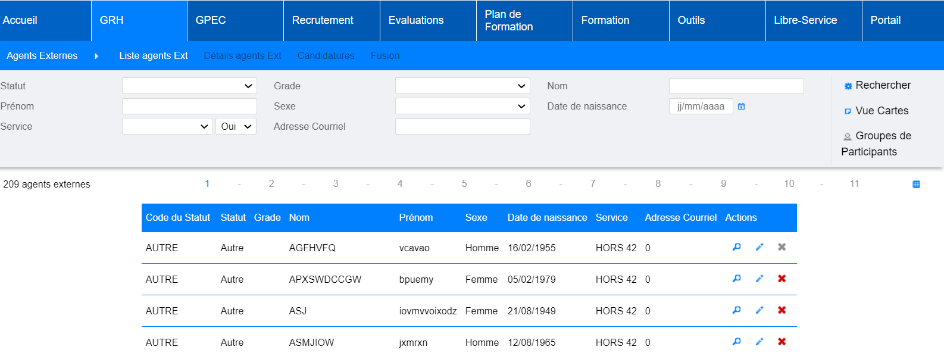 Accueil GRH GPEC Recrutement Evaluations Plan de Formation Formation Outils Libre-Service Portail
Agents Externes Liste agents Ext Détails agents Ext Candidatures Fusion
Statut Grade Nom Rechercher
Prénom Sexe Date de naissance jj/mm/aaaa Vue Cartes
Service Oui Adresse Courriel Groupes de Participants
209 agents externes 1 - 2 - 3 - 4 - 5 - 6 - 7 - 8 - 9 - 10 - 11
Code du Statut Statut Grade Nom Prénom Sexe Date de naissance Service Adresse Courriel Actions
AUTRE Autre AGFHVFQ vcavao Homme 16/02/1955 HORS 42 0
AUTRE Autre APXSWDCCGW bpuemy Femme 05/02/1979 HORS 42 0
AUTRE Autre ASJ iovmvvoixodz Femme 21/08/1949 HORS 42 0
AUTRE Autre ASMJIOW jxmrxn Homme 12/08/1965 HORS 42 0